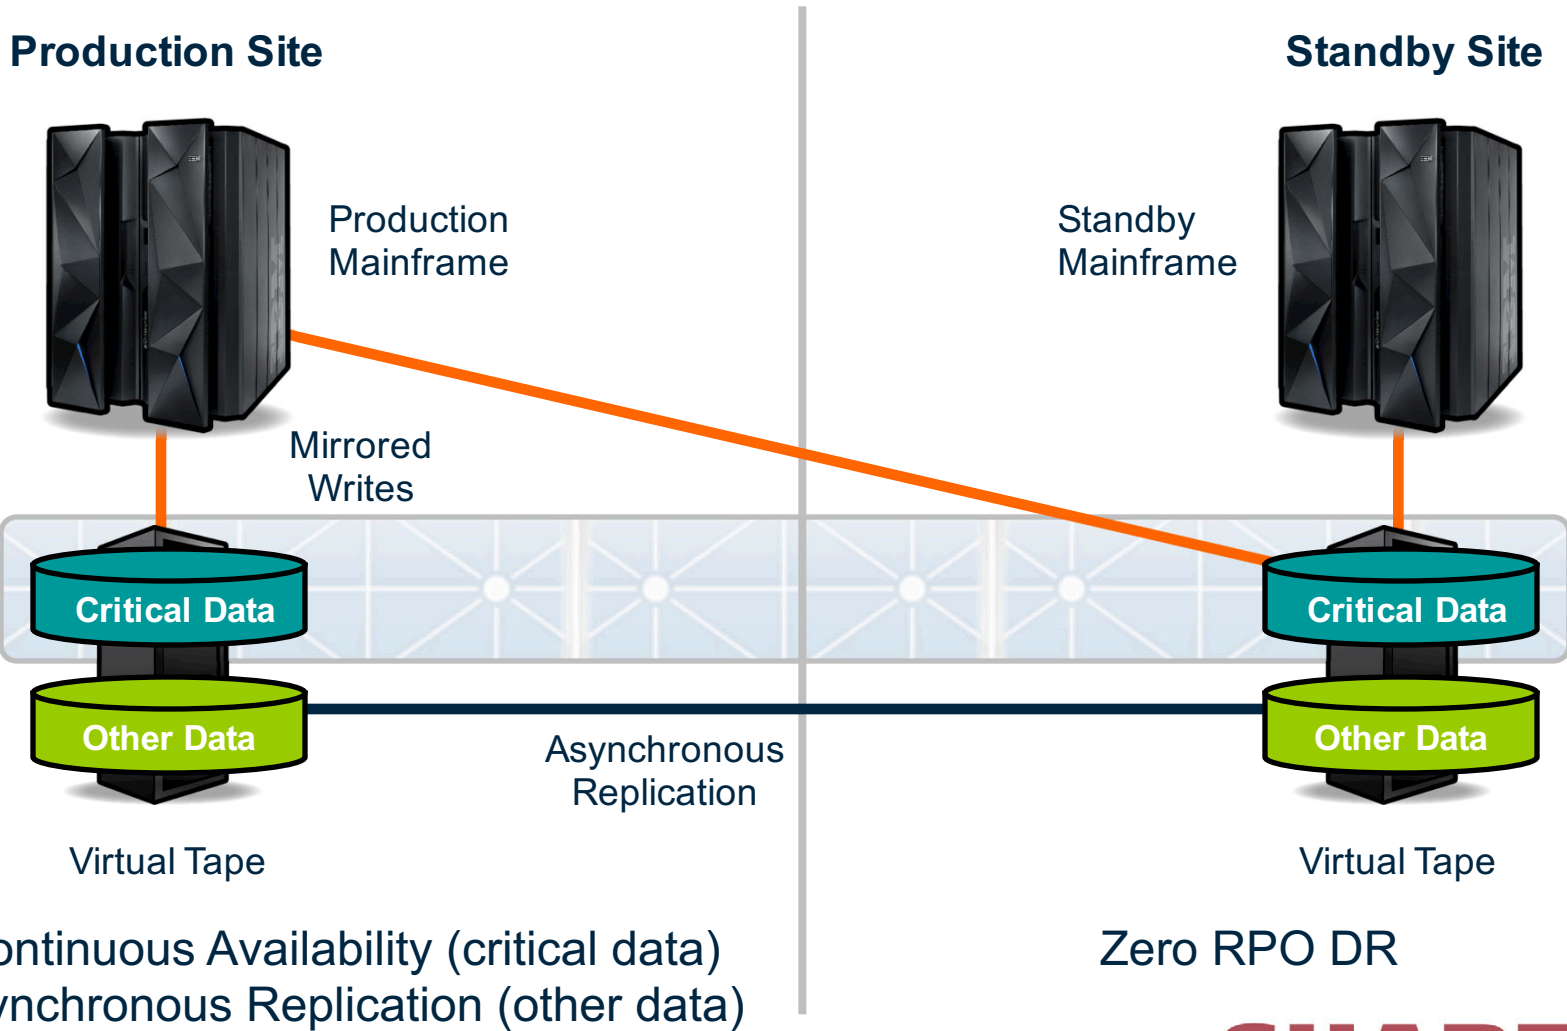 Production Site
Standby Site
Production
Mainframe
Standby
Mainframe
Mirrored
Writes
Critical Data
Critical Data
Other Data
Other Data
Asynchronous
Replication
Virtual Tape
Virtual Tape
ontinuous Availability (critical data)
Zero RPO DR
ynchronous Replication (other data)